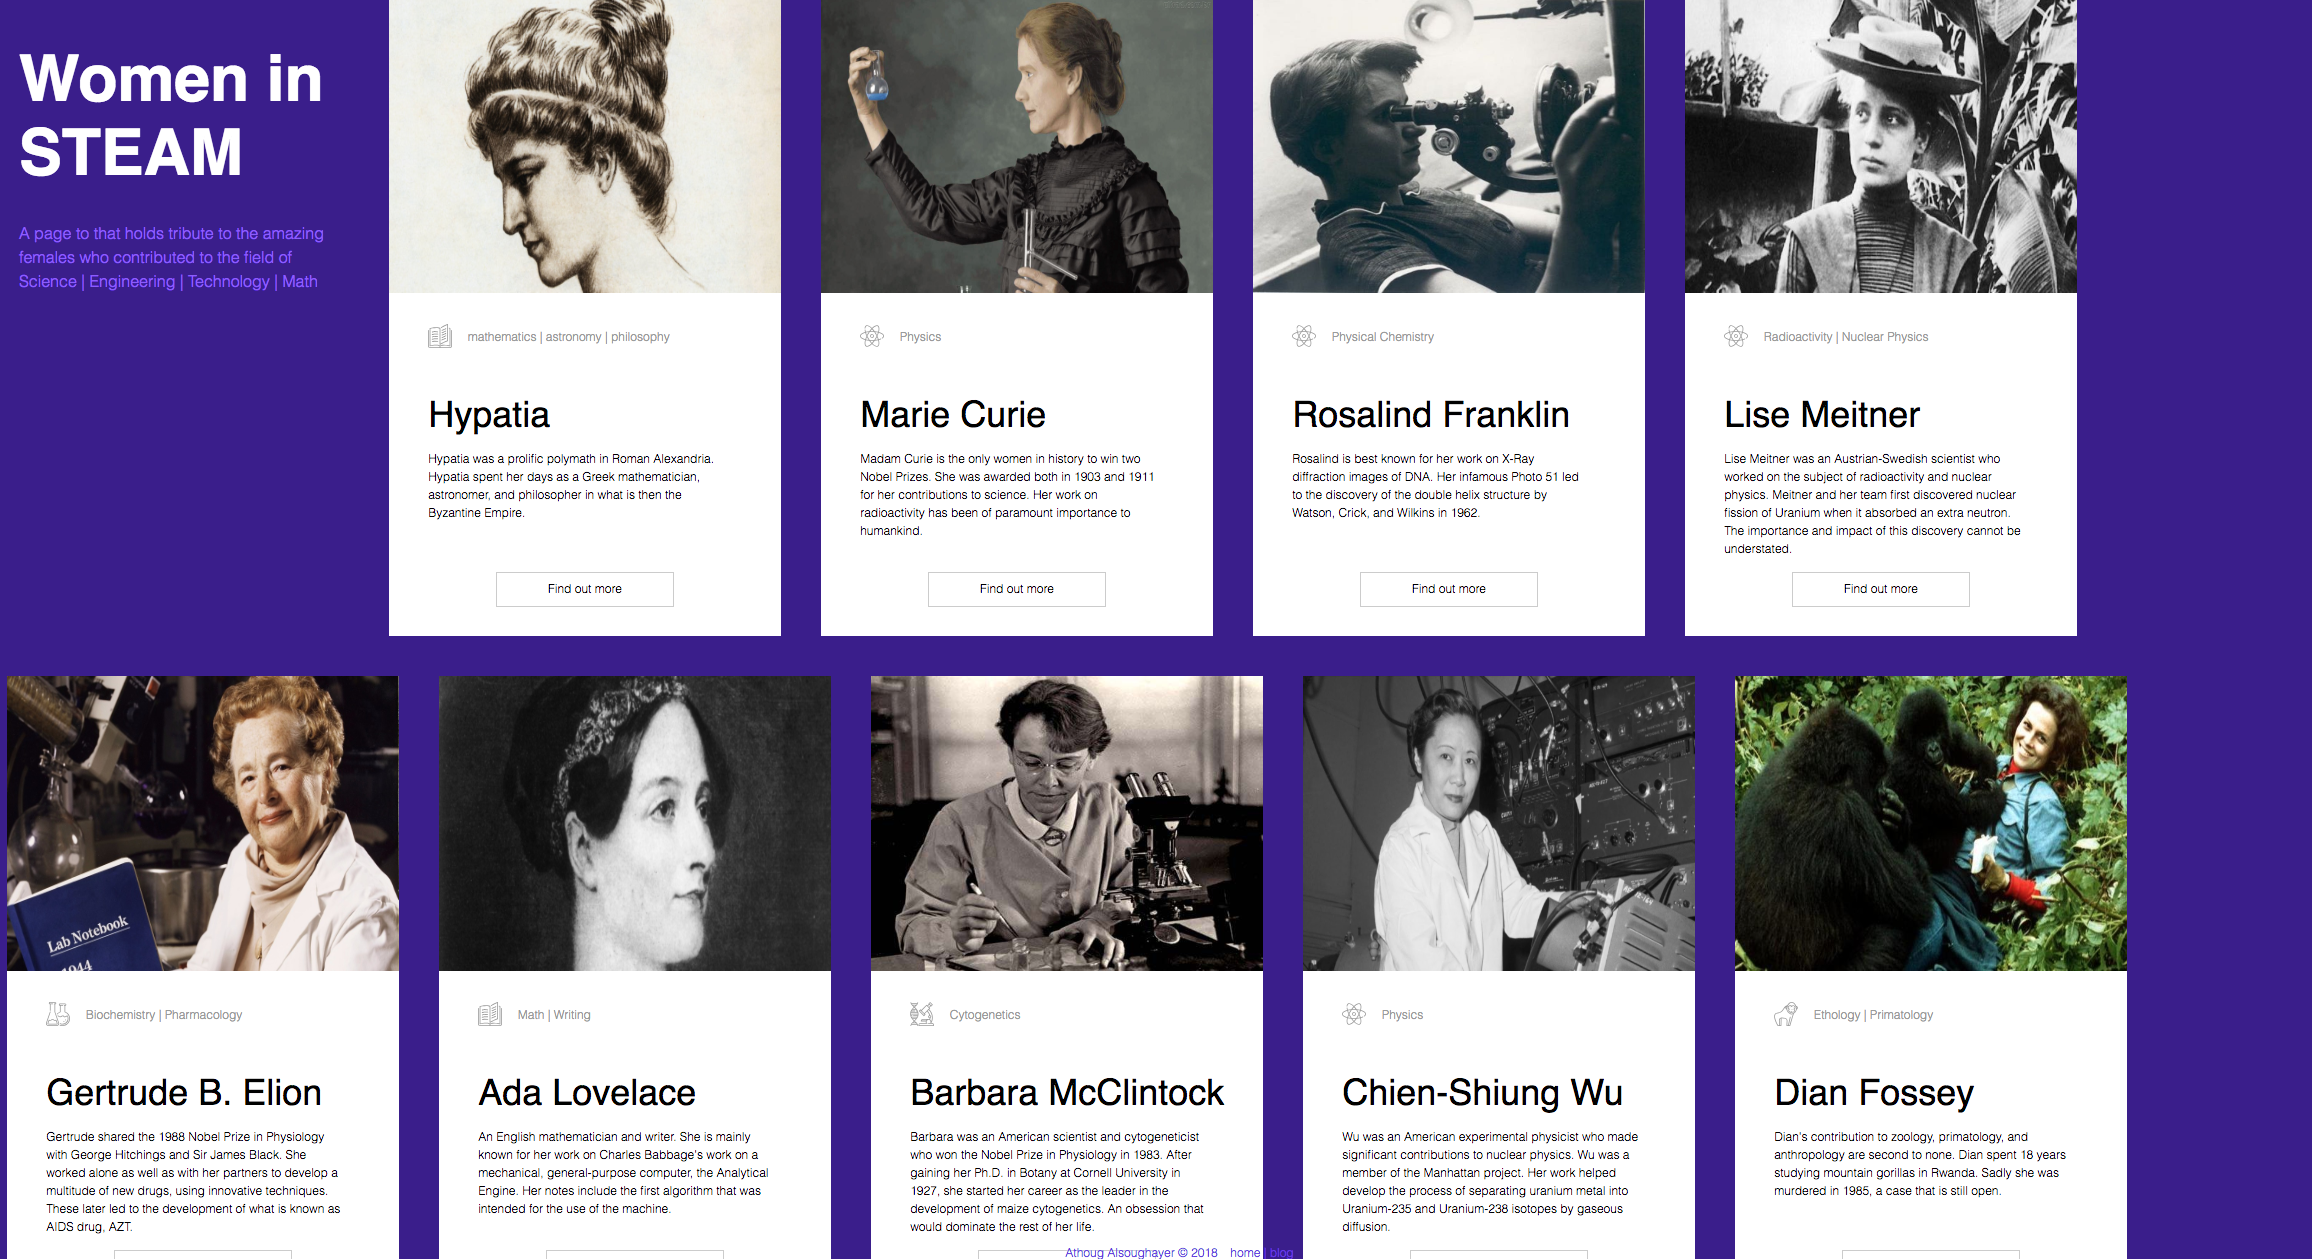 Women in
STEAM
A page to that holds tribute to the amazing
females who contributed to the field of
Science | Engineering | Technology | Math
mathematics | astronomy | philosophy
Hypatia
Hypatia was a prolific polymath in Roman Alexandria.
Hypatia spent her days as a Greek mathematician,
astronomer, and philosopher in what is then the
Byzantine Empire.
Find out more
Physics
Marie Curie
Madam Curie is the only women in history to win two
Nobel Prizes. She was awarded both in 1903 and 1911
for her contributions to science. Her work on
radioactivity has been of paramount importance to
humankind.
Find out more
Physical Chemistry
Rosalind Franklin
Rosalind is best known for her work on X-Ray
diffraction images of DNA. Her infamous Photo 51 led
to the discovery of the double helix structure by
Watson, Crick, and Wilkins in 1962.
Find out more
Radioactivity | Nuclear Physics
Lise Meitner
Lise Meitner was an Austrian-Swedish scientist who
worked on the subject of radioactivity and nuclear
physics. Meitner and her team first discovered nuclear
fission of Uranium when it absorbed an extra neutron.
The importance and impact of this discovery cannot be
understated.
Find out more
Lab Notebook
1944
Biochemistry | Pharmacology
Gertrude B. Elion
Gertrude shared the 1988 Nobel Prize in Physiology
with George Hitchings and Sir James Black. She
worked alone as well as with her partners to develop a
multitude of new drugs, using innovative techniques.
These later led to the development of what is known as
AIDS drug, AZT.
Math | Writing
Ada Lovelace
An English mathematician and writer. She is mainly
known for her work on Charles Babbage's work on a
mechanical, general-purpose computer, the Analytical
Engine. Her notes include the first algorithm that was
intended for the use of the machine.
Cytogenetics
Barbara McClintock
Barbara was an American scientist and cytogeneticist
who won the Nobel Prize in Physiology in 1983. After
gaining her Ph.D. in Botany at Cornell University in
1927, she started her career as the leader in the
development of maize cytogenetics. An obsession that
would dominate the rest of her life.
Physics
Chien-Shiung Wu
Wu was an American experimental physicist who made
significant contributions to nuclear physics. Wu was a
member of the Manhattan project. Her work helped
develop the process of separating uranium metal into
Uranium-235 and Uranium-238 isotopes by gaseous
diffusion.
Ethology | Primatology
Dian Fossey
Dian's contribution to zoology, primatology, and
anthropology are second to none. Dian spent 18 years
studying mountain gorillas in Rwanda. Sadly she was
murdered in 1985, a case that is still open.
Athoug Alsoughayer © 2018 home | blog